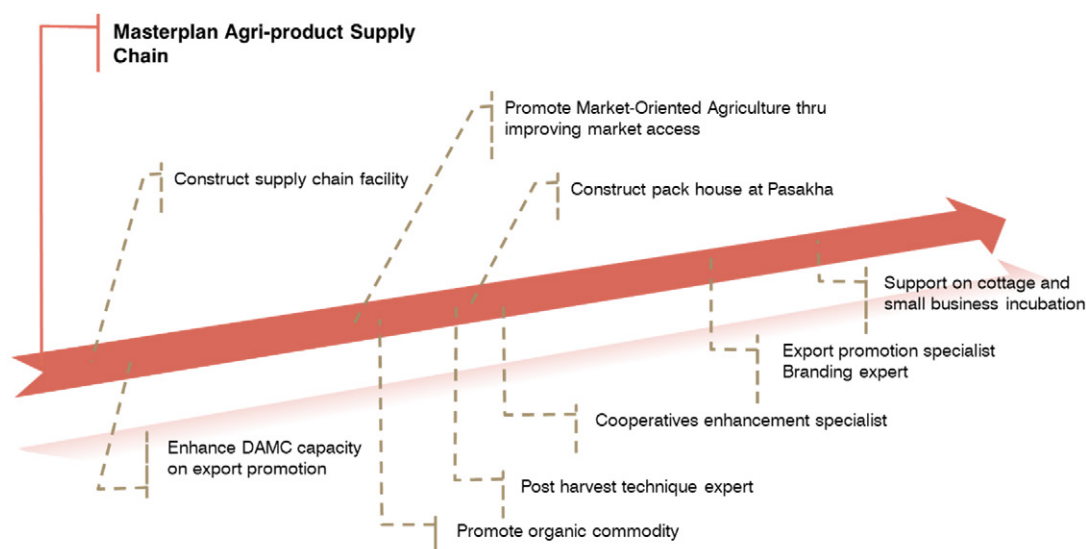 Masterplan Agri-product Supply
Chain
Promote Market-Oriented Agriculture thru
improving market access
Construct supply chain facility
Construct pack house at Pasakha
Support on cottage and
small business incubation
Export promotion specialist
Branding expert
Cooperatives enhancement specialist
Enhance DAMC capacity
on export promotion
Post harvest technique expert
Promote organic commodity